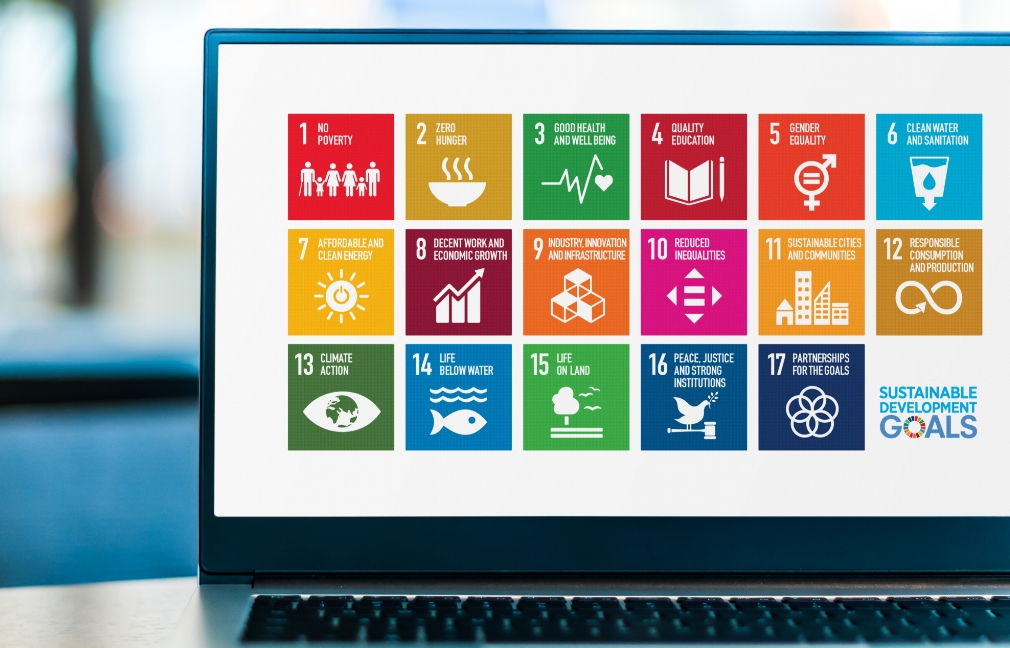 1 NO
POVERTY
2 ZERO
HUNGER
3 GOOD HEALTH
AND WELL BEING
4 QUALITY
EDUCATION
5 GENDER
EQUALITY
6 CLEAN WATER
AND SANITATION
7 AFFORDABLE AND
CLEAN ENERGY
8 DECENT WORK AND
ECONOMIC GROWTH
9 INDUSTRY, INNOVATION
AND INFRASTRUCTURE
10 REDUCED
INEQUALITIES
11 SUSTAINABLE CITIES
AND COMMUNITIES
12 RESPONSIBLE
CONSUMPTION
AND PRODUCTION
13 CLIMATE
ACTION
14 LIFE
BELOW WATER
15 LIFE
ON LAND
16 PEACE, JUSTICE
AND STRONG
INSTITUTIONS
17 PARTNERSHIPS
FOR THE GOALS
SUSTAINABLE
DEVELOPMENT
GOALS